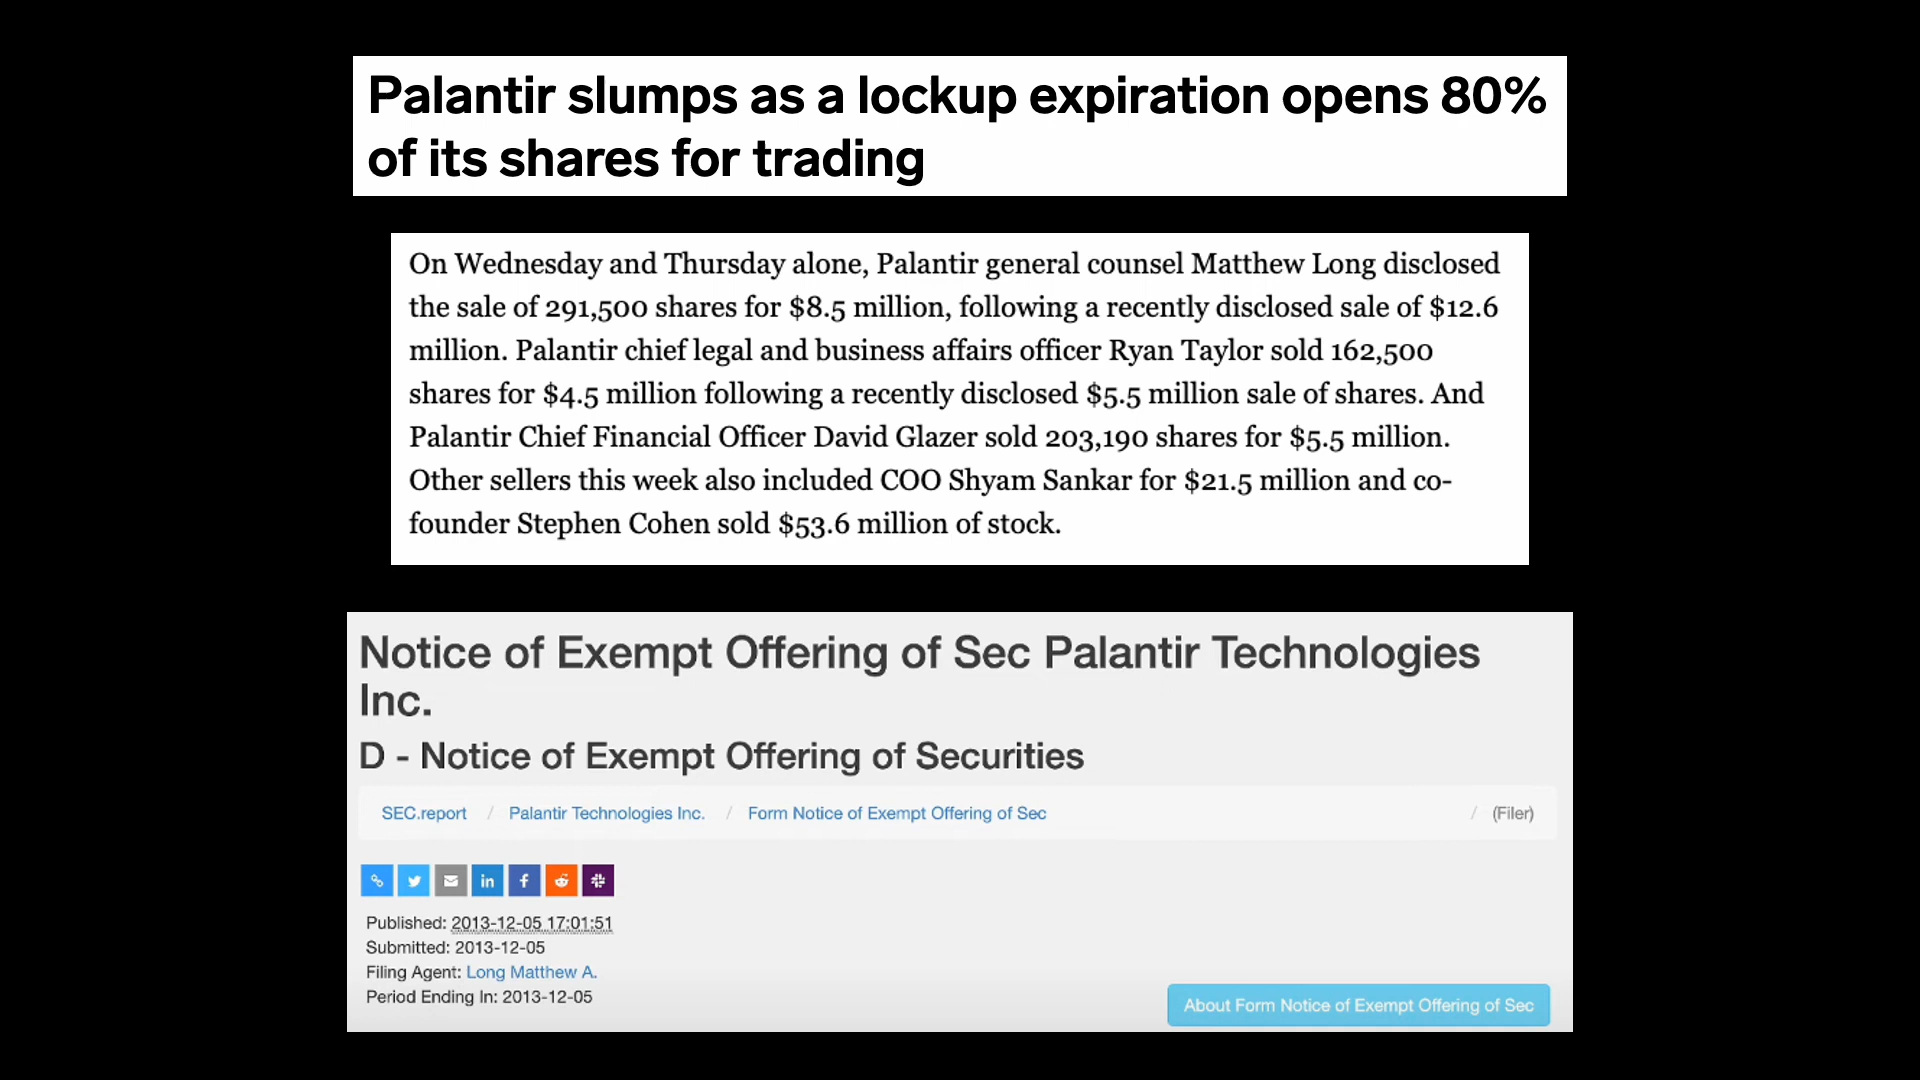 Palantir slumps as a lockup expiration opens 80%
of its shares for trading
On Wednesday and Thursday alone, Palantir general counsel Matthew Long disclosed
the sale of 291,500 shares for $8.5 million, following a recently disclosed sale of $12.6
million. Palantir chief legal and business affairs officer Ryan Taylor sold 162,500
shares for $4.5 million following a recently disclosed $5.5 million sale of shares. And
Palantir Chief Financial Officer David Glazer sold 203,190 shares for $5.5 million.
Other sellers this week also included COO Shyam Sankar for $21.5 million and co-
founder Stephen Cohen sold $53.6 million of stock.
Notice of Exempt Offering of Sec Palantir Technologies
Inc.
D - Notice of Exempt Offering of Securities
SEC.report / Palantir Technologies Inc. / Form Notice of Exempt Offering of Sec / (Filer)
Published: 2013-12-05 17:01:51
Submitted: 2013-12-05
Filing Agent: Long Matthew A.
Period Ending In: 2013-12-05
About Form Notice of Exempt Offering of Sec